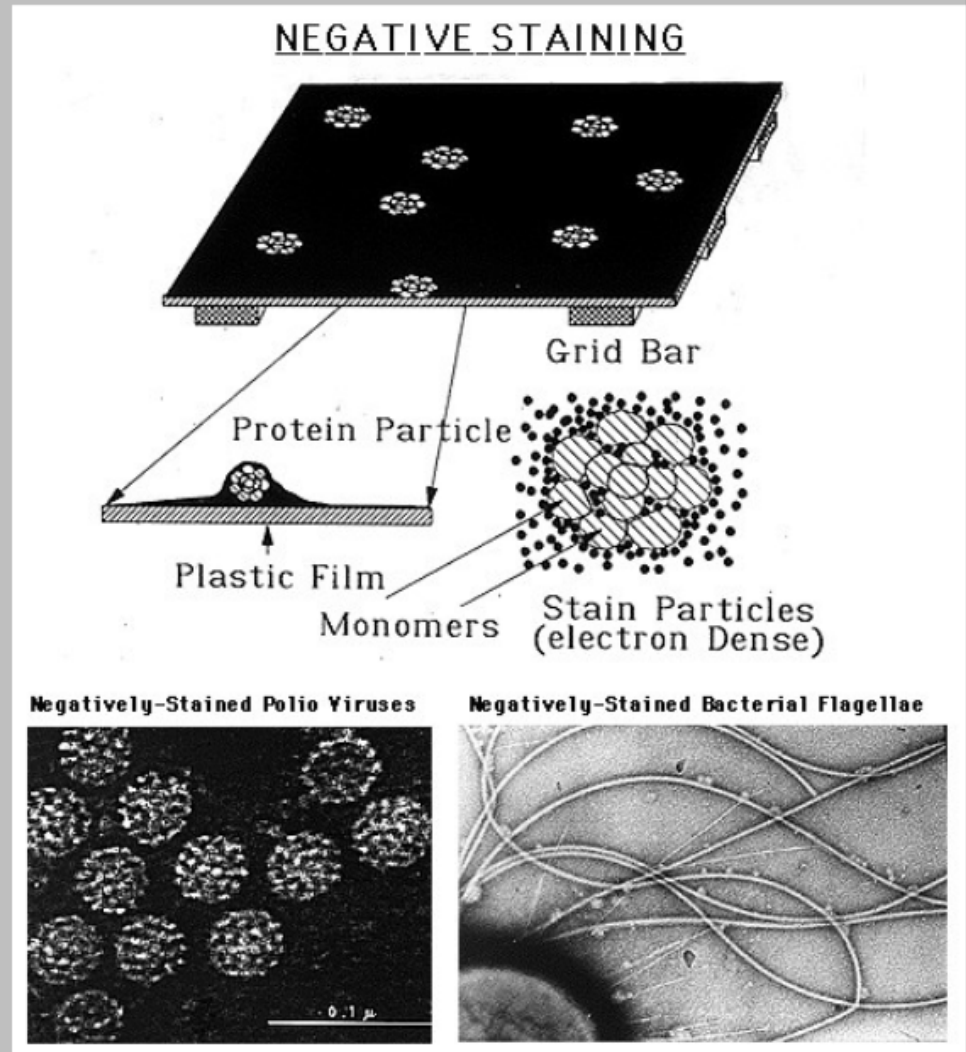 NEGATIVE STAINING
Grid Bar
Protein Particle
Plastic Film
Monomers
Stain Particles
(electron Dense)
Negatively-Stained Polio Viruses
Negatively-Stained Bacterial Flagellae
0.1 μ